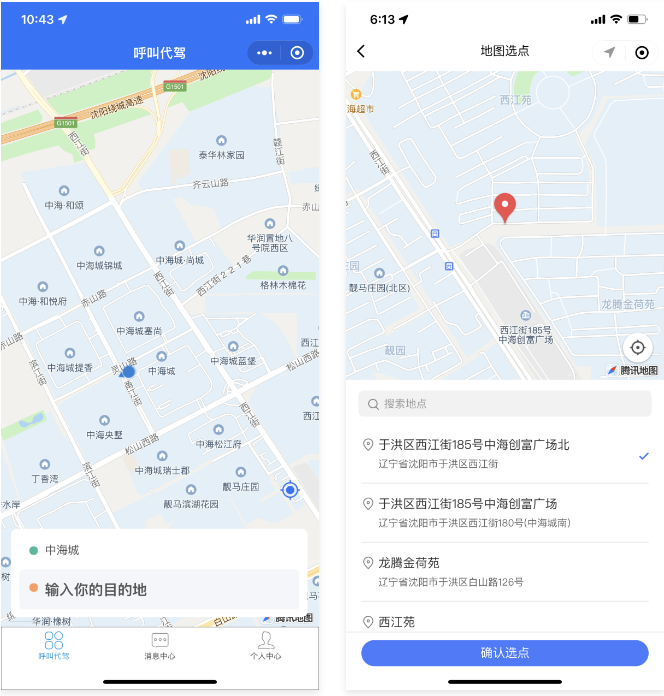 10:43
呼叫代驾
沈阳绕城高速
G1501
沈阳绕城高速
G1501
西江街
靓江街
泰华林家园
齐云山路
中海·和颂
赤山路
华润置地八
号院西区
中海城锦城
中海城·尚城
西江街221巷
西江街
格林木棉花
中海·和悦府
赤山路
中海城塞尚
滨江街
赤山路
西江
中海城蓝堡
松山西路
中海城提香
中海城
甬江街
西江街
江
中海央墅
中海松江府
松山西路
滨江街
中海城瑞士郡
丁香湾
靓马庄园
水岸
靓马滨湖花园
中海城
输入你的目的地
树
华润·橡树
白山路
腾讯地图
呼叫代驾
消息中心
个人中心
6:13
地图选点
西江苑
海超市
西江街
花园
靓马庄园(北区)
龙腾金荷苑
西江街185号
中海创富广场
靓园
腾讯地图
搜索地点
于洪区西江街185号中海创富广场北
辽宁省沈阳市于洪区西江街
于洪区西江街185号中海创富广场
辽宁省沈阳市于洪区西江街180号(中海城南)
龙腾金荷苑
辽宁省沈阳市于洪区白山路126号
西江苑
确认选点